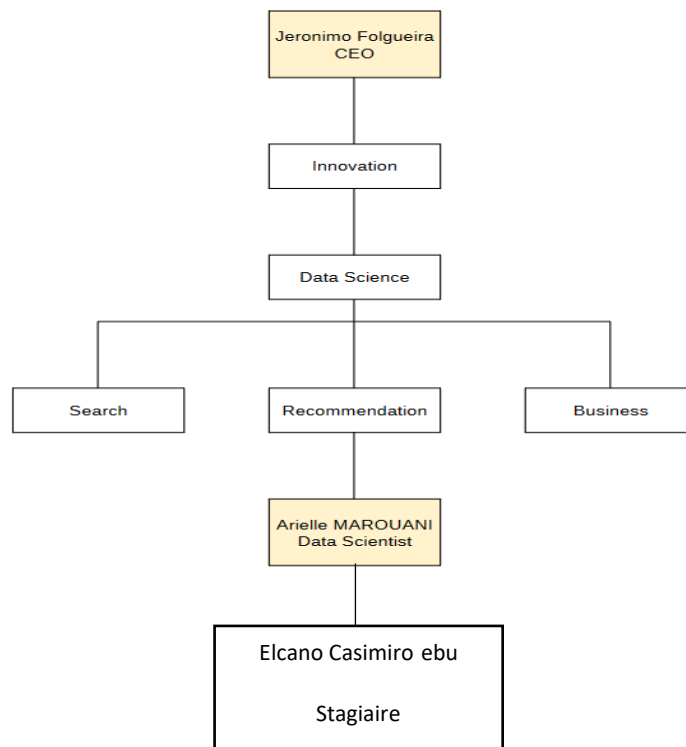 Jeronimo Folgueira
CEO
Innovation
Data Science
Search
Recommendation
Business
Arielle MAROUANI
Data Scientist
Elcano Casimiro ebu
Stagiaire